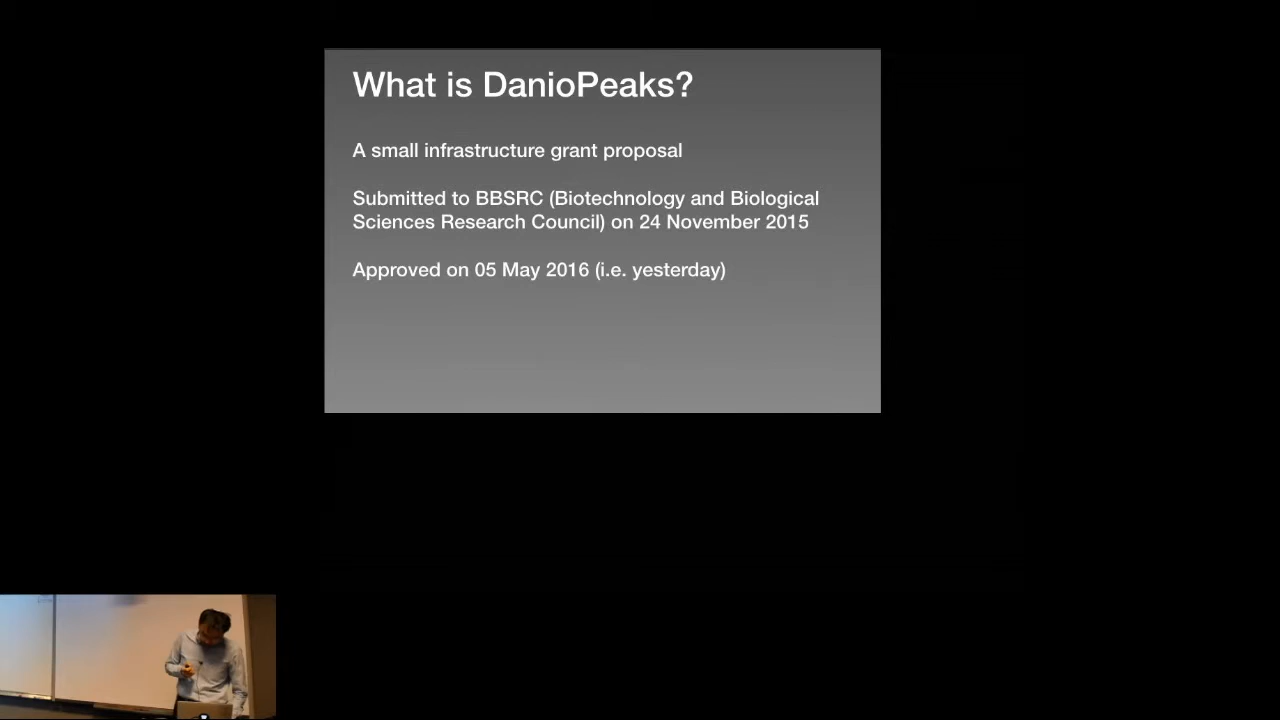 What is DanioPeaks?
A small infrastructure grant proposal
Submitted to BBSRC (Biotechnology and Biological
Sciences Research Council) on 24 November 2015
Approved on 05 May 2016 (i.e. yesterday)